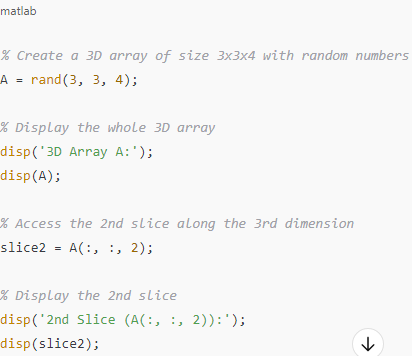 matlab
% Create a 3D array of size 3x3x4 with random numbers
A = rand(3, 3, 4);
% Display the whole 3D array
disp('3D Array A:');
disp(A);
% Access the 2nd slice along the 3rd dimension
slice2 = A(:, :, 2);
% Display the 2nd slice
disp('2nd Slice (A(:, :, 2)):');
disp(slice2);